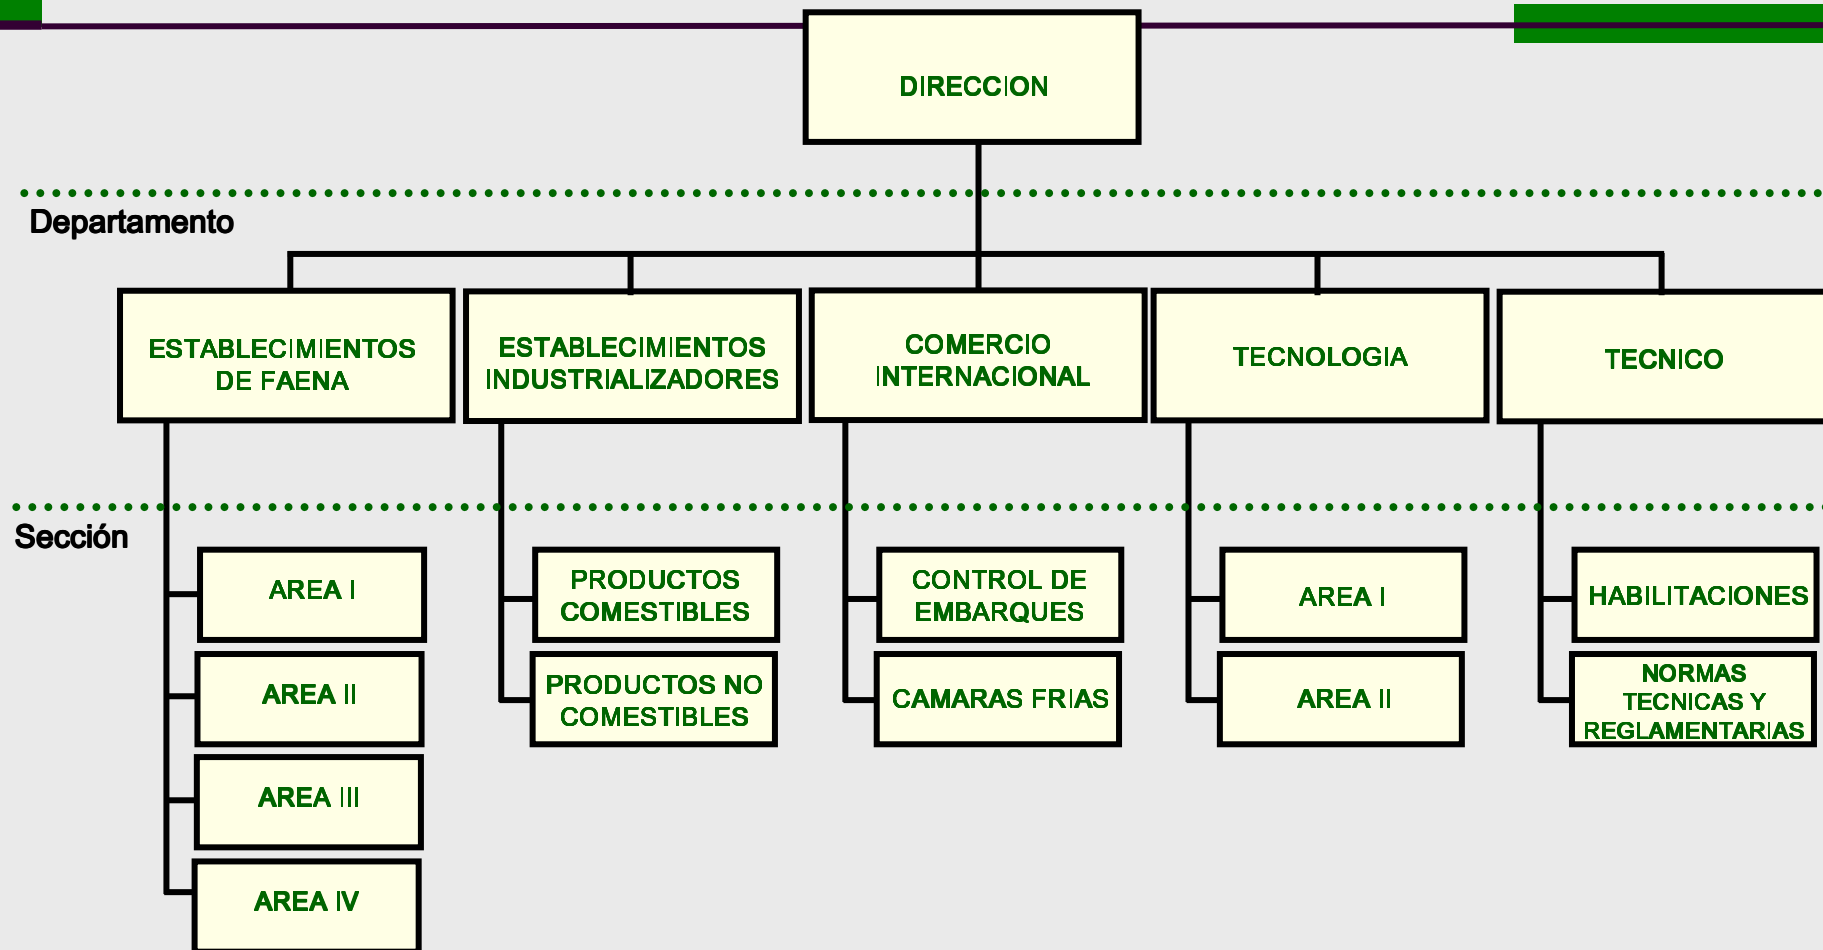 DIRECCION
Departamento
ESTABLECIMIENTOS
DE FAENA
ESTABLECIMIENTOS
INDUSTRIALIZADORES
COMERCIO
INTERNACIONAL
TECNOLOGIA
TECNICO
Sección
AREA I
AREA II
AREA III
AREA IV
PRODUCTOS
COMESTIBLES
PRODUCTOS NO
COMESTIBLES
CONTROL DE
EMBARQUES
CAMARAS FRIAS
AREA I
AREA II
HABILITACIONES
NORMAS
TECNICAS Y
REGLAMENTARIAS